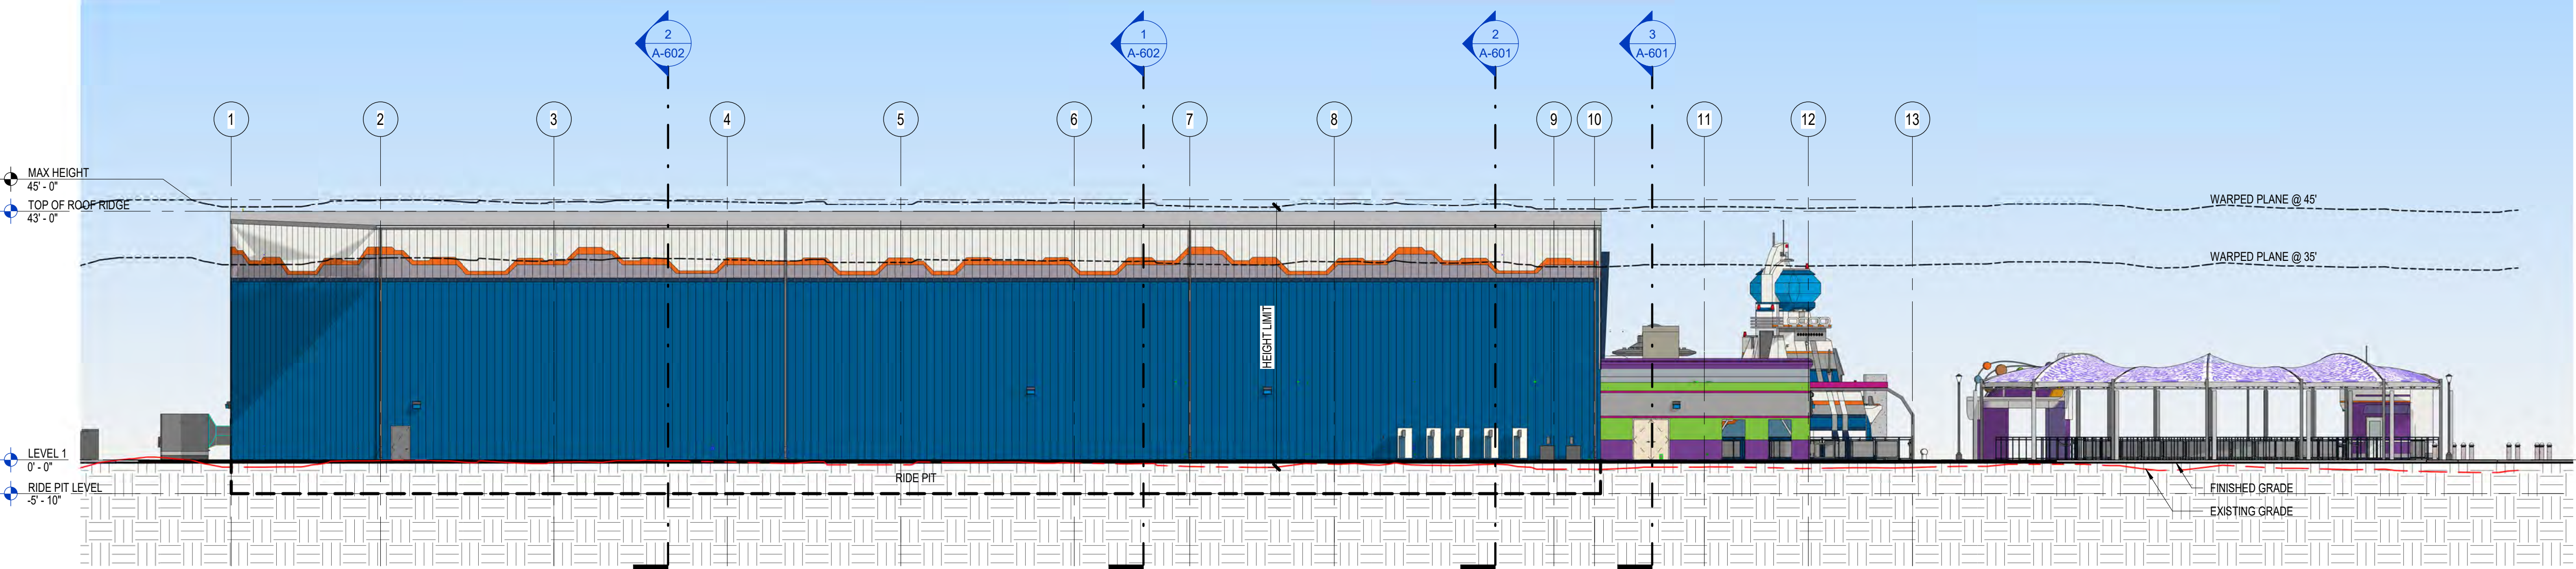 2
A-602
1
A-602
2
A-601
3
A-601
1
2
3
4
5
6
7
8
9
10
11
12
13
MAX HEIGHT
45' - 0"
TOP OF ROOF RIDGE
43' - 0"
WARPED PLANE @ 45'
WARPED PLANE @ 35'
HEIGHT LIMIT
LEVEL 1
0' - 0"
RIDE PIT LEVEL
-5' - 10"
RIDE PIT
FINISHED GRADE
EXISTING GRADE